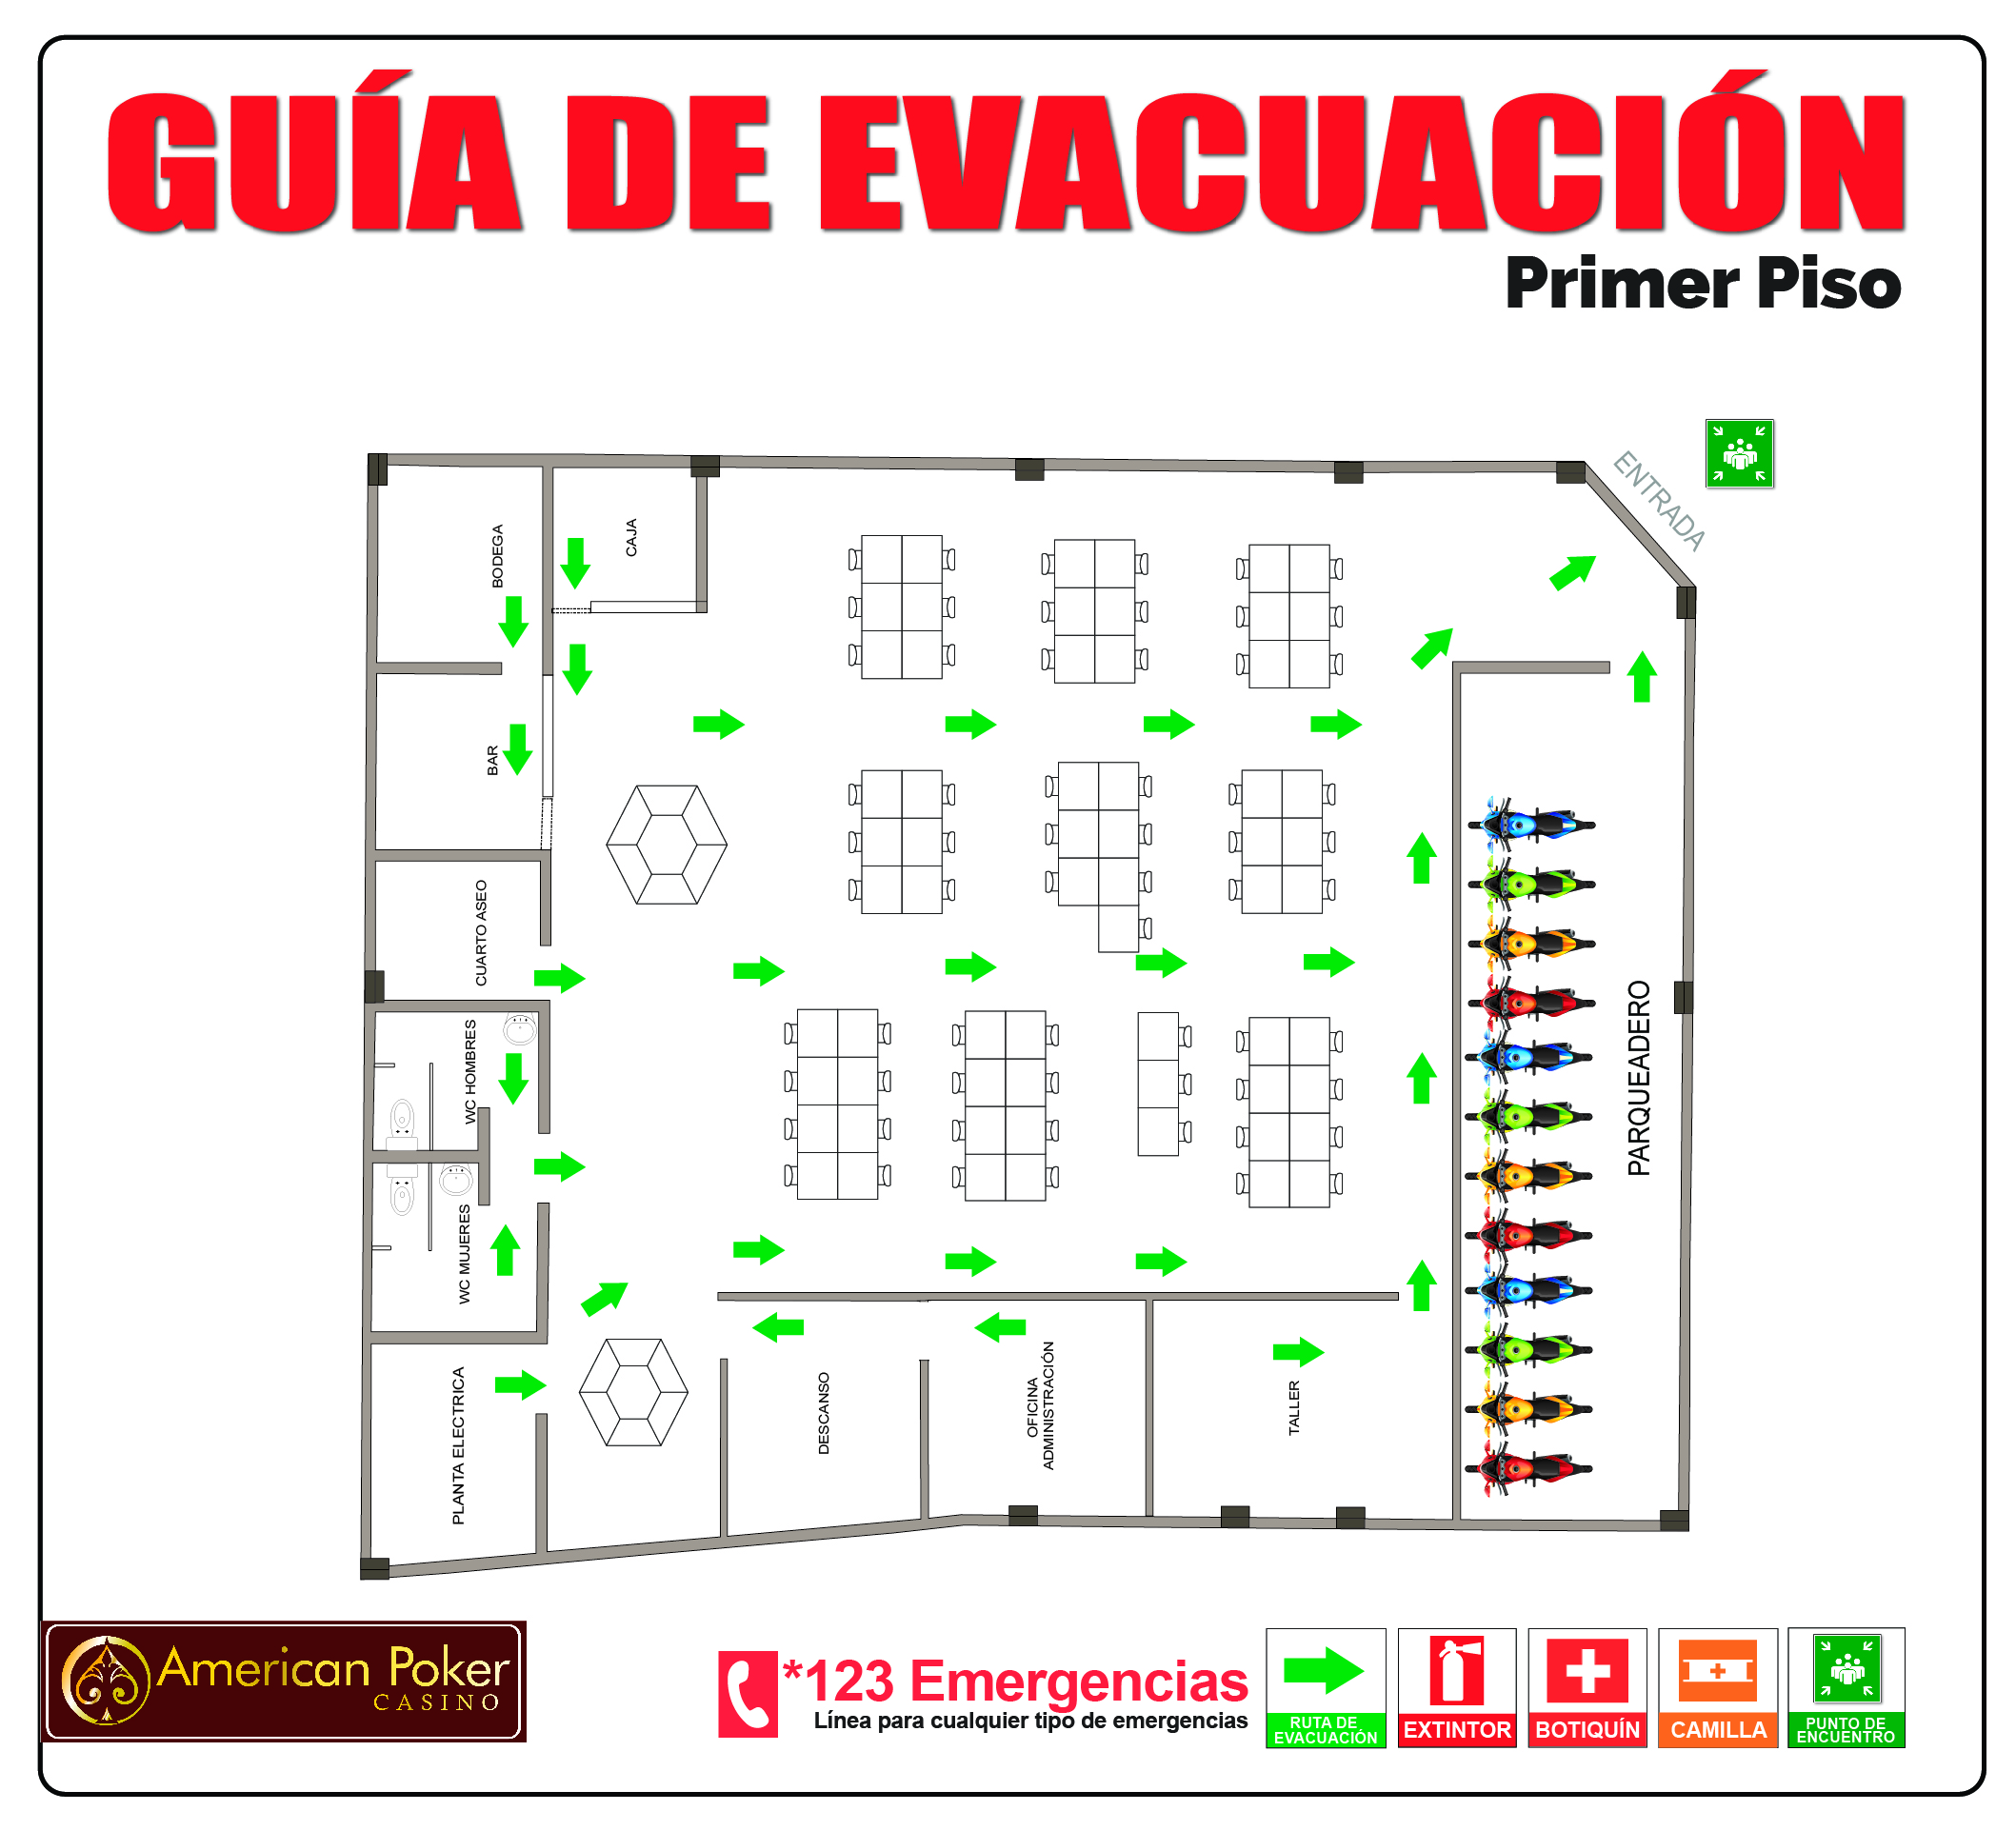 GUÍA DE EVACUACIÓN
Primer Piso
ENTRADA
BODEGA
CAJA
BAR
CUARTO ASEO
WC HOMBRES
WC MUJERES
PLANTA ELECTRICA
DESCANSO
OFICINA
ADMINISTRACIÓN
TALLER
PARQUEADERO
American Poker
CASINO
*123 Emergencias
Línea para cualquier tipo de emergencias
RUTA DE
EVACUACIÓN
EXTINTOR
BOTIQUÍN
CAMILLA
PUNTO DE
ENCUENTRO